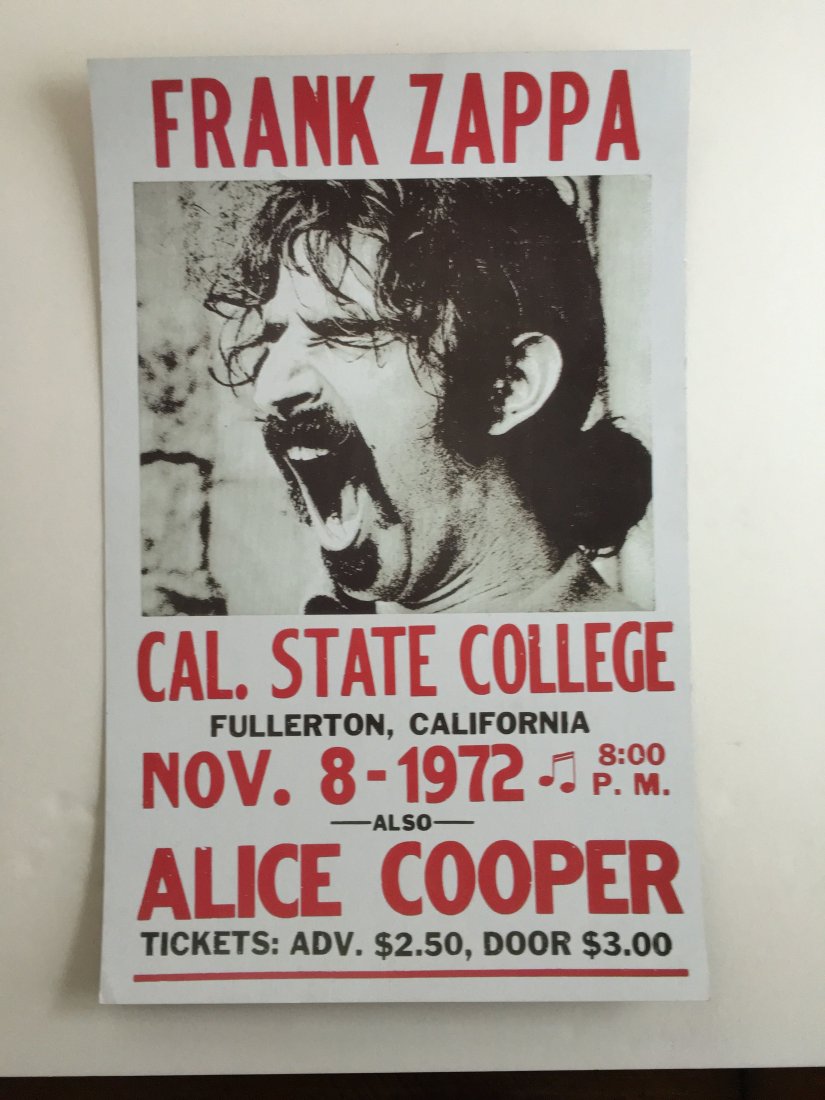 FRANK ZAPPA
CAL. STATE COLLEGE
FULLERTON, CALIFORNIA
NOV. 8-1972 ♫ 8:00 P. M.
—ALSO—
ALICE COOPER
TICKETS: ADV. $2.50, DOOR $3.00